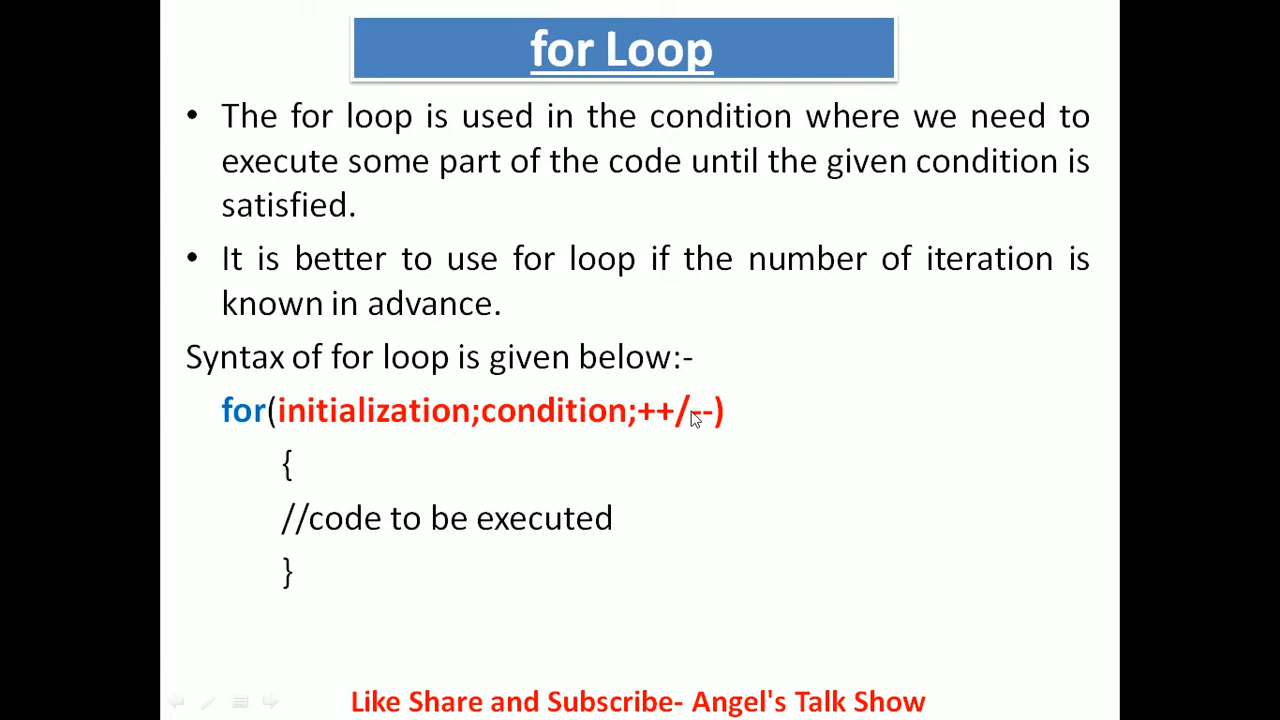 for Loop
• The for loop is used in the condition where we need to
execute some part of the code until the given condition is
satisfied.
• It is better to use for loop if the number of iteration is
known in advance.
Syntax of for loop is given below:-
for(initialization;condition;++/--)
{
//code to be executed
}
Like Share and Subscribe- Angel's Talk Show